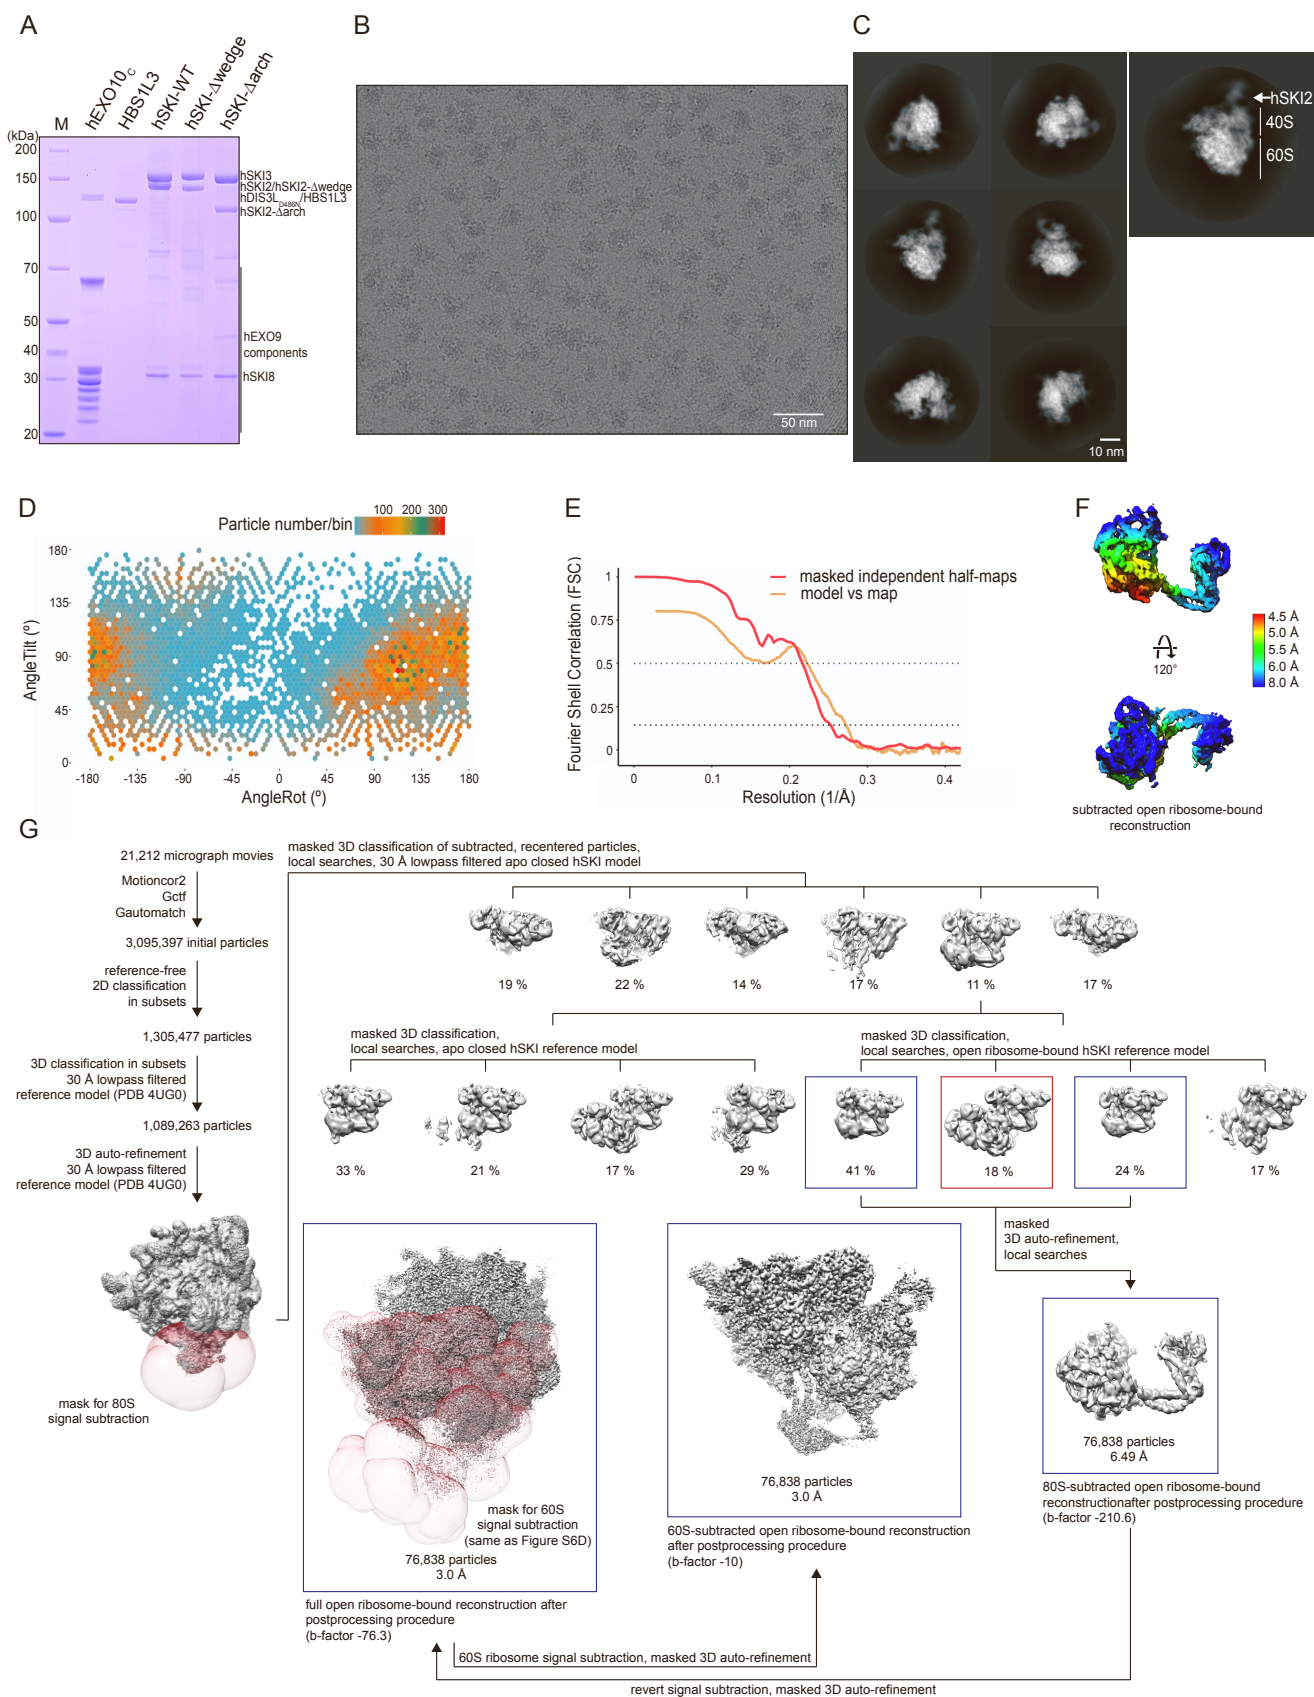 A
M
hEXO10C
HBS1L3
hSKI-WT
hSKI-Δwedge
hSKI-Δarch
(kDa)
200
150
100
70
50
40
30
20
hSKI3
hSKI2/hSKI2-Δwedge
hDIS3LD486N/HBS1L3
hSKI2-Δarch
hEXO9
components
hSKI8
B
50 nm
C
hSKI2
40S
60S
10 nm
D
Particle number/bin
100 200 300
180
135
90
45
0
AngleTilt (º)
-180 -135 -90 -45 0 45 90 135 180
AngleRot (º)
E
Fourier Shell Correlation (FSC)
1
0.75
0.5
0.25
0
masked independent half-maps
model vs map
0 0.1 0.2 0.3 0.4
Resolution (1/Å)
F
120°
4.5 Å
5.0 Å
5.5 Å
6.0 Å
8.0 Å
subtracted open ribosome-bound
reconstruction
G
21,212 micrograph movies
Motioncor2
Gctf
Gautomatch
3,095,397 initial particles
reference-free
2D classification
in subsets
1,305,477 particles
3D classification in subsets
30 Å lowpass filtered
reference model (PDB 4UG0)
1,089,263 particles
3D auto-refinement
30 Å lowpass filtered
reference model (PDB 4UG0)
mask for 80S
signal subtraction
masked 3D classification of subtracted, recentered particles,
local searches, 30 Å lowpass filtered apo closed hSKI model
19 % 22 % 14 % 17 % 11 % 17 %
masked 3D classification,
local searches, apo closed hSKI reference model
masked 3D classification,
local searches, open ribosome-bound hSKI reference model
33 % 21 % 17 % 29 % 41 % 18 % 24 % 17 %
masked
3D auto-refinement,
local searches
mask for 60S
signal subtraction
(same as Figure S6D)
76,838 particles
3.0 Å
full open ribosome-bound reconstruction after
postprocessing procedure
(b-factor -76.3)
76,838 particles
3.0 Å
60S-subtracted open ribosome-bound reconstruction
after postprocessing procedure
(b-factor -10)
76,838 particles
6.49 Å
80S-subtracted open ribosome-bound
reconstructionafter postprocessing procedure
(b-factor -210.6)
60S ribosome signal subtraction, masked 3D auto-refinement
revert signal subtraction, masked 3D auto-refinement